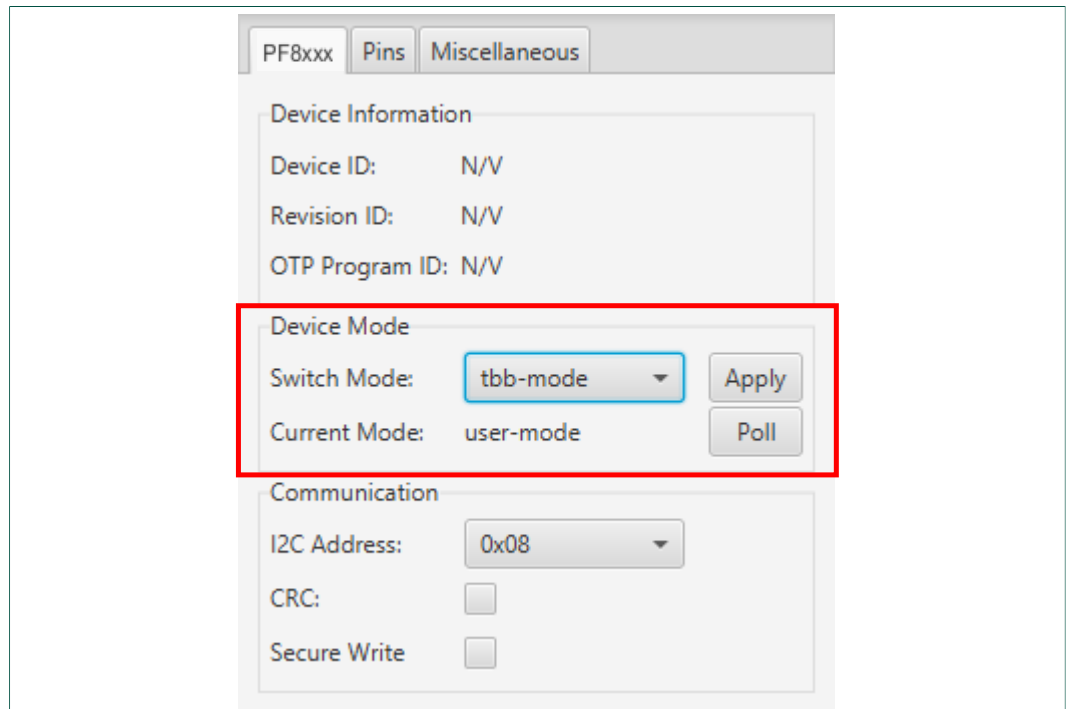 PF8xxx Pins Miscellaneous
Device Information
Device ID: N/V
Revision ID: N/V
OTP Program ID: N/V
Device Mode
Switch Mode: tbb-mode Apply
Current Mode: user-mode Poll
Communication
I2C Address: 0x08
CRC:
Secure Write